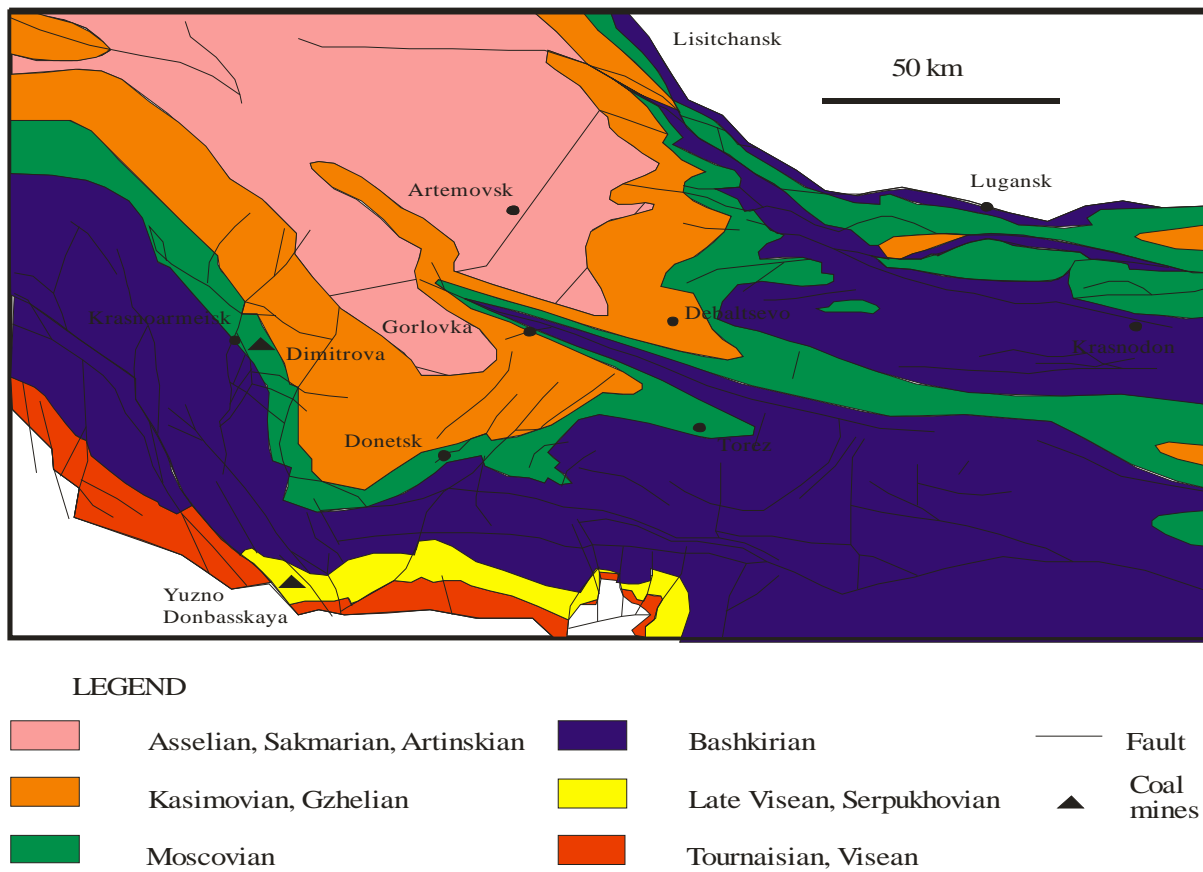 Lisitchansk
50 km
Artemovsk
Lugansk
Krasnoarmeisk
Gorlovka
Debaltsevo
Dimitrova
Krasnodon
Donetsk
Torez
Yuzno
Donbasskaya
LEGEND
Asselian, Sakmarian, Artinskian
Bashkirian
Fault
Kasimovian, Gzhelian
Late Visean, Serpukhovian
Coal
mines
Moscovian
Tournaisian, Visean